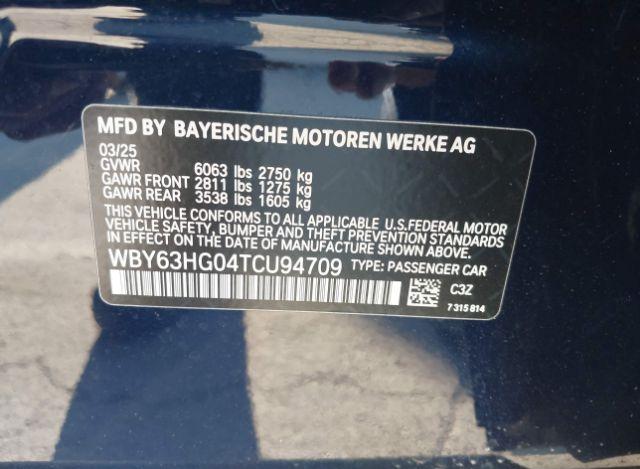 MFD BY BAYERISCHE MOTOREN WERKE AG
03/25
GVWR 6063 lbs 2750 kg
GAWR FRONT 2811 lbs 1275 kg
GAWR REAR 3538 lbs 1605 kg
THIS VEHICLE CONFORMS TO ALL APPLICABLE U.S.FEDERAL MOTOR
VEHICLE SAFETY, BUMPER AND THEFT PREVENTION STANDARDS
IN EFFECT ON THE DATE OF MANUFACTURE SHOWN ABOVE.
WBY63HG04TCU94709 TYPE: PASSENGER CAR
C3Z
7315814